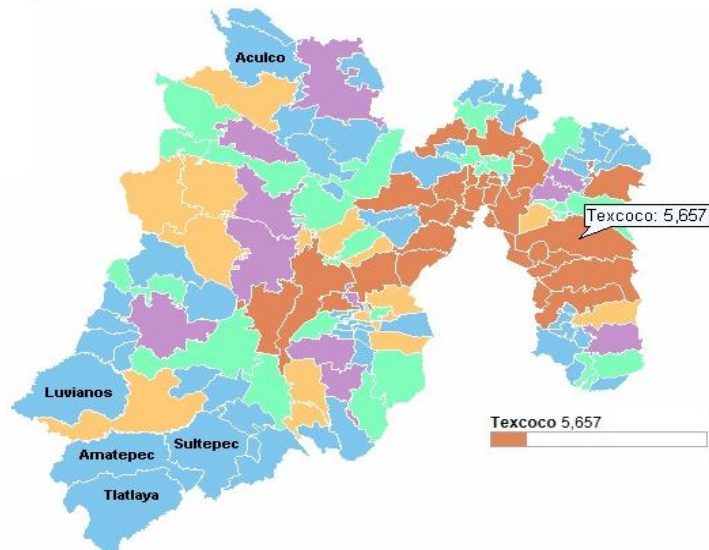 Aculco
Texcoco: 5,657
Luvianos
Texcoco 5,657
Sultepec
Amatepec
Tlatlaya